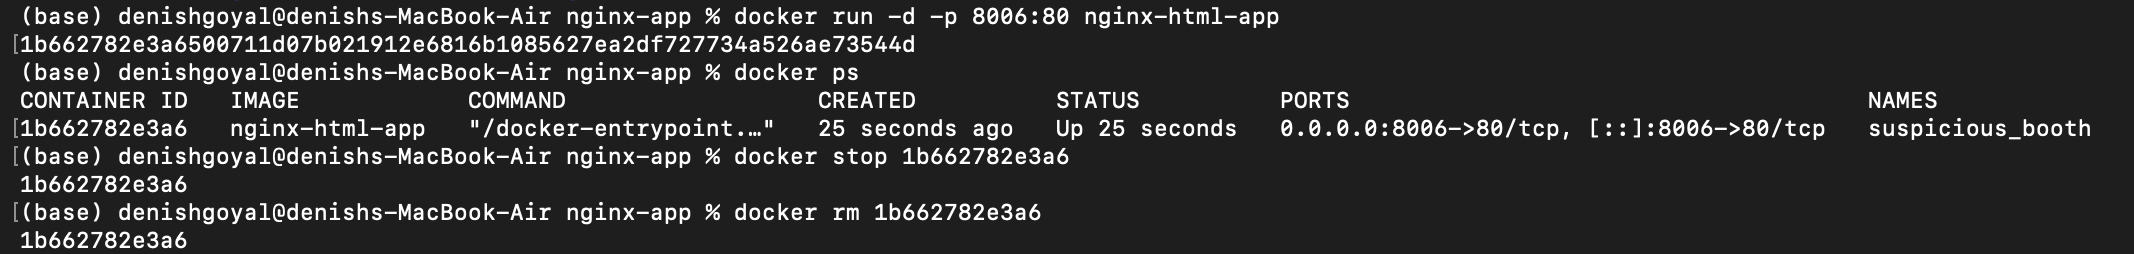 (base) denishgoyal@denishs-MacBook-Air nginx-app % docker run -d -p 8006:80 nginx-html-app
[1b662782e3a6500711d07b021912e6816b1085627ea2df727734a526ae73544d
(base) denishgoyal@denishs-MacBook-Air nginx-app % docker ps
CONTAINER ID   IMAGE            COMMAND                  CREATED          STATUS          PORTS                                     NAMES
[1b662782e3a6   nginx-html-app   "/docker-entrypoint.…"   25 seconds ago   Up 25 seconds   0.0.0.0:8006->80/tcp, [::]:8006->80/tcp   suspicious_booth
[(base) denishgoyal@denishs-MacBook-Air nginx-app % docker stop 1b662782e3a6
1b662782e3a6
[(base) denishgoyal@denishs-MacBook-Air nginx-app % docker rm 1b662782e3a6
1b662782e3a6